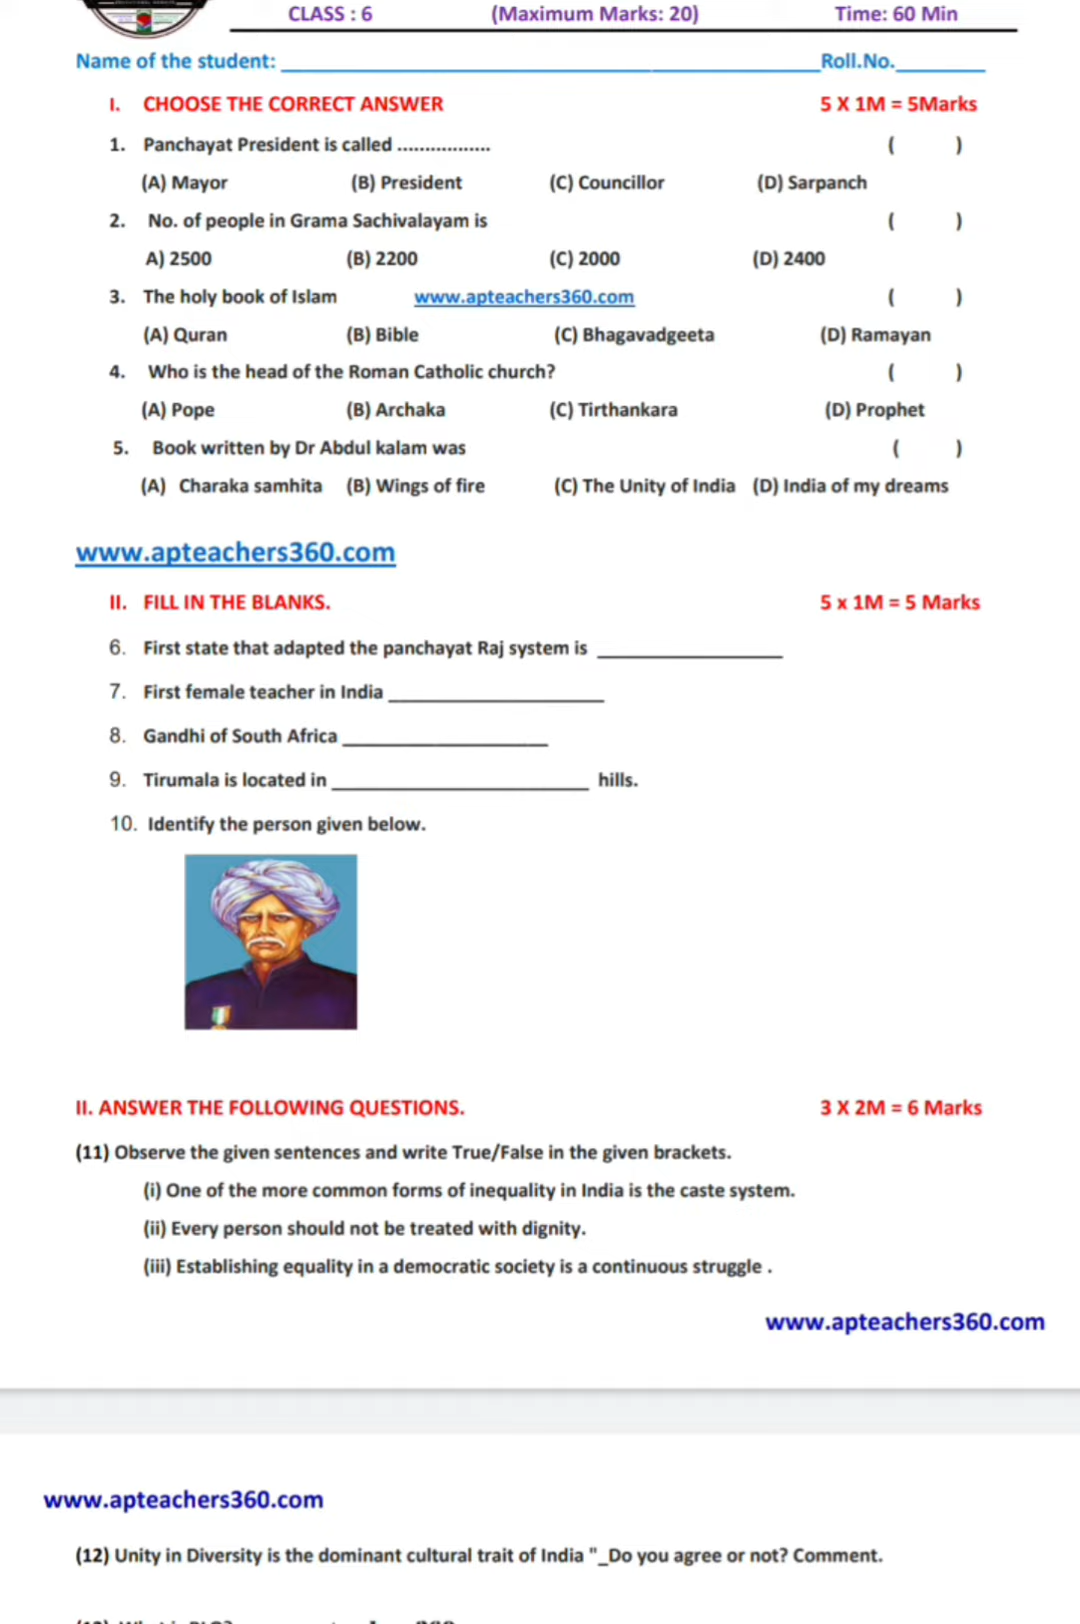 CLASS : 6 (Maximum Marks: 20) Time: 60 Min
Name of the student: ______ Roll.No.______
I. CHOOSE THE CORRECT ANSWER 5 X 1M = 5Marks
1. Panchayat President is called ................. ( )
(A) Mayor (B) President (C) Councillor (D) Sarpanch
2. No. of people in Grama Sachivalayam is ( )
A) 2500 (B) 2200 (C) 2000 (D) 2400
3. The holy book of Islam www.apteachers360.com ( )
(A) Quran (B) Bible (C) Bhagavadgeeta (D) Ramayan
4. Who is the head of the Roman Catholic church? ( )
(A) Pope (B) Archaka (C) Tirthankara (D) Prophet
5. Book written by Dr Abdul kalam was ( )
(A) Charaka samhita (B) Wings of fire (C) The Unity of India (D) India of my dreams
www.apteachers360.com
II. FILL IN THE BLANKS. 5 x 1M = 5 Marks
6. First state that adapted the panchayat Raj system is ______
7. First female teacher in India ______
8. Gandhi of South Africa ______
9. Tirumala is located in ______ hills.
10. Identify the person given below.
II. ANSWER THE FOLLOWING QUESTIONS. 3 X 2M = 6 Marks
(11) Observe the given sentences and write True/False in the given brackets.
(i) One of the more common forms of inequality in India is the caste system.
(ii) Every person should not be treated with dignity.
(iii) Establishing equality in a democratic society is a continuous struggle .
www.apteachers360.com
www.apteachers360.com
(12) Unity in Diversity is the dominant cultural trait of India "_Do you agree or not? Comment.